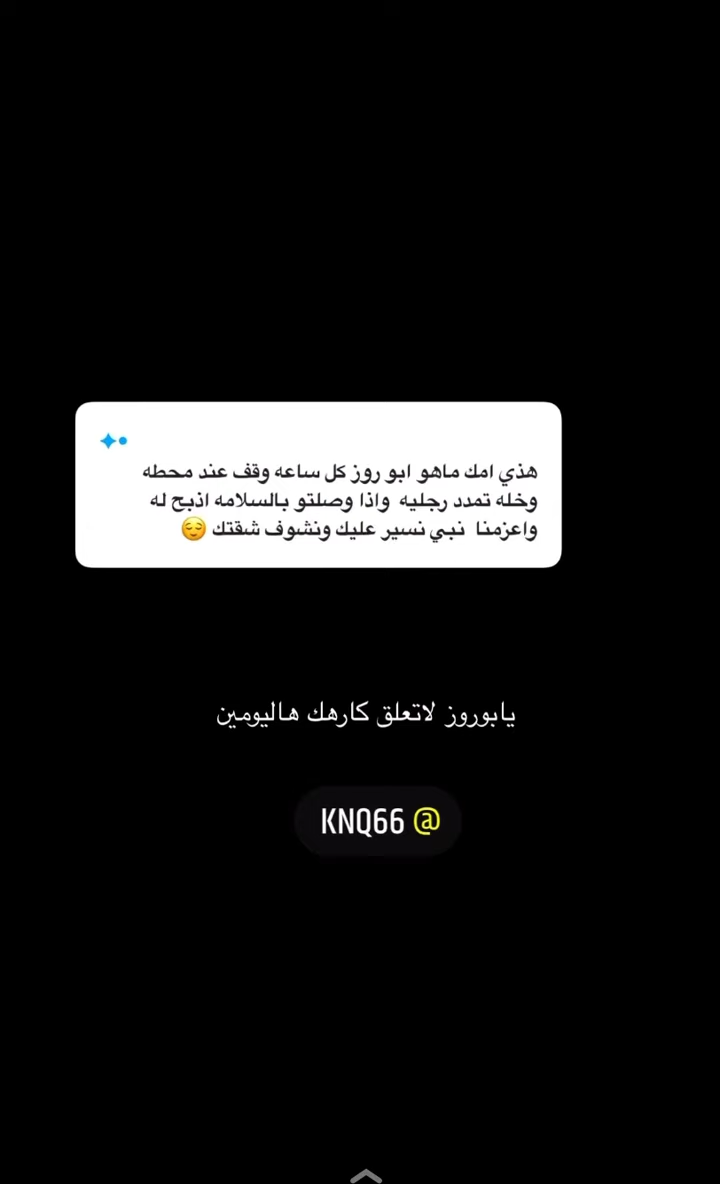 هذي امك ماهو ابو روز كل ساعه وقف عند محطه
وخله تمدد رجليه واذا وصلتو بالسلامه اذبح له
واعزمنا نبي نسير عليك ونشوف شقتك 😌
يابوروز لاتعلق كارهك هاليومين
KNQ66 @